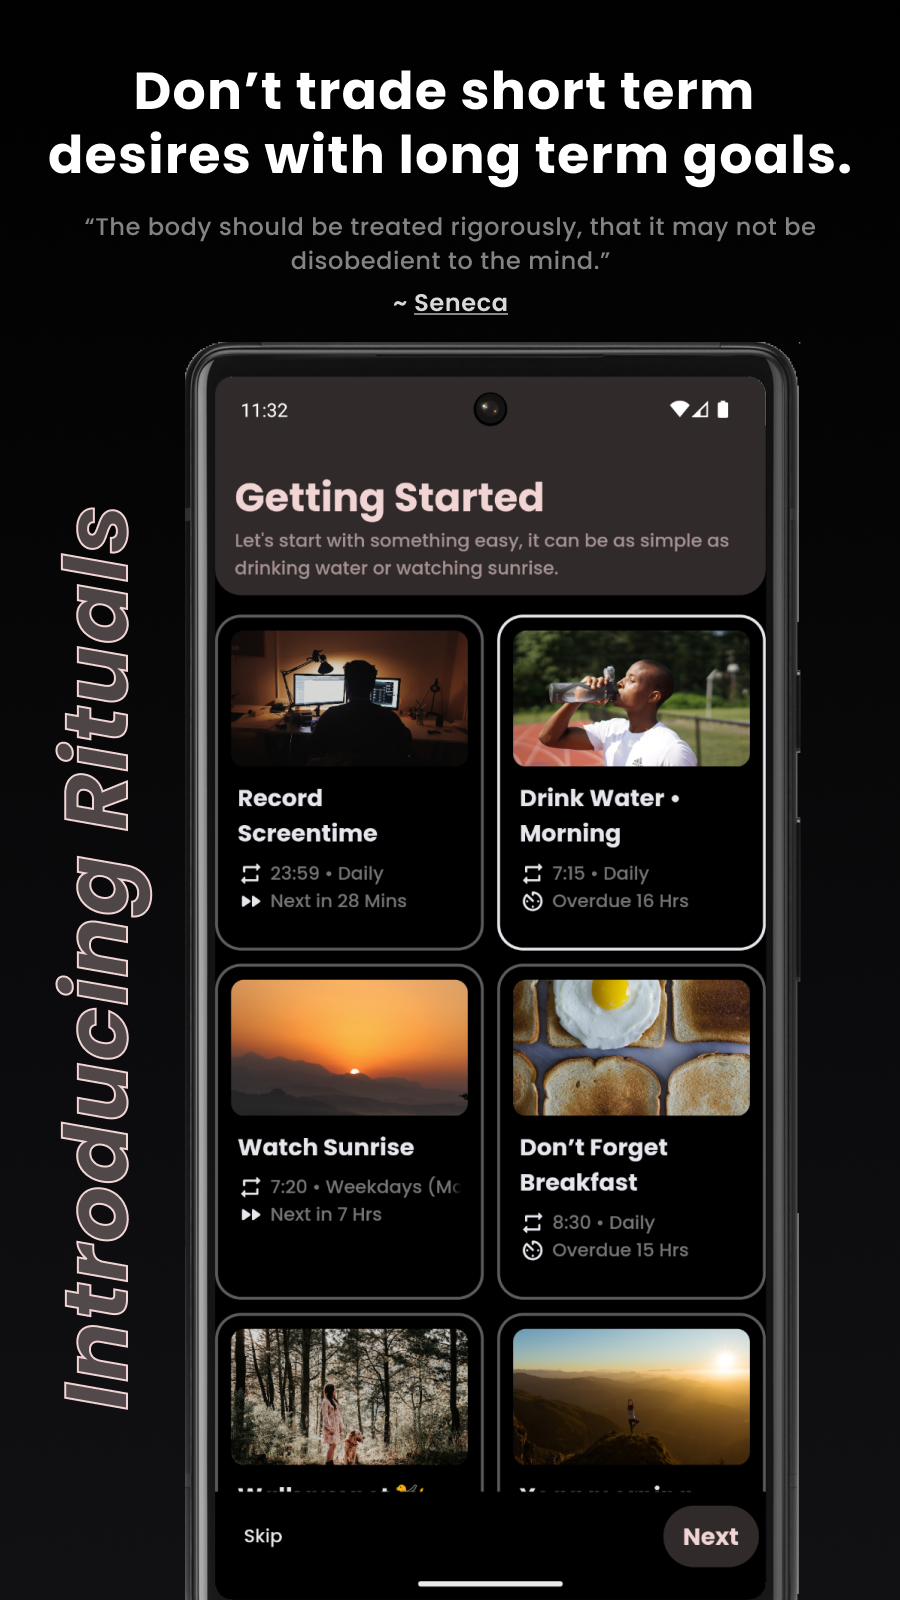 Don’t trade short term
desires with long term goals.
“The body should be treated rigorously, that it may not be
disobedient to the mind.”
~ Seneca
Introducing Rituals
11:32
Getting Started
Let's start with something easy, it can be as simple as
drinking water or watching sunrise.
Record
Screentime
23:59 • Daily
Next in 28 Mins
Drink Water •
Morning
7:15 • Daily
Overdue 16 Hrs
Watch Sunrise
7:20 • Weekdays (Mo
Next in 7 Hrs
Don’t Forget
Breakfast
8:30 • Daily
Overdue 15 Hrs
Skip
Next